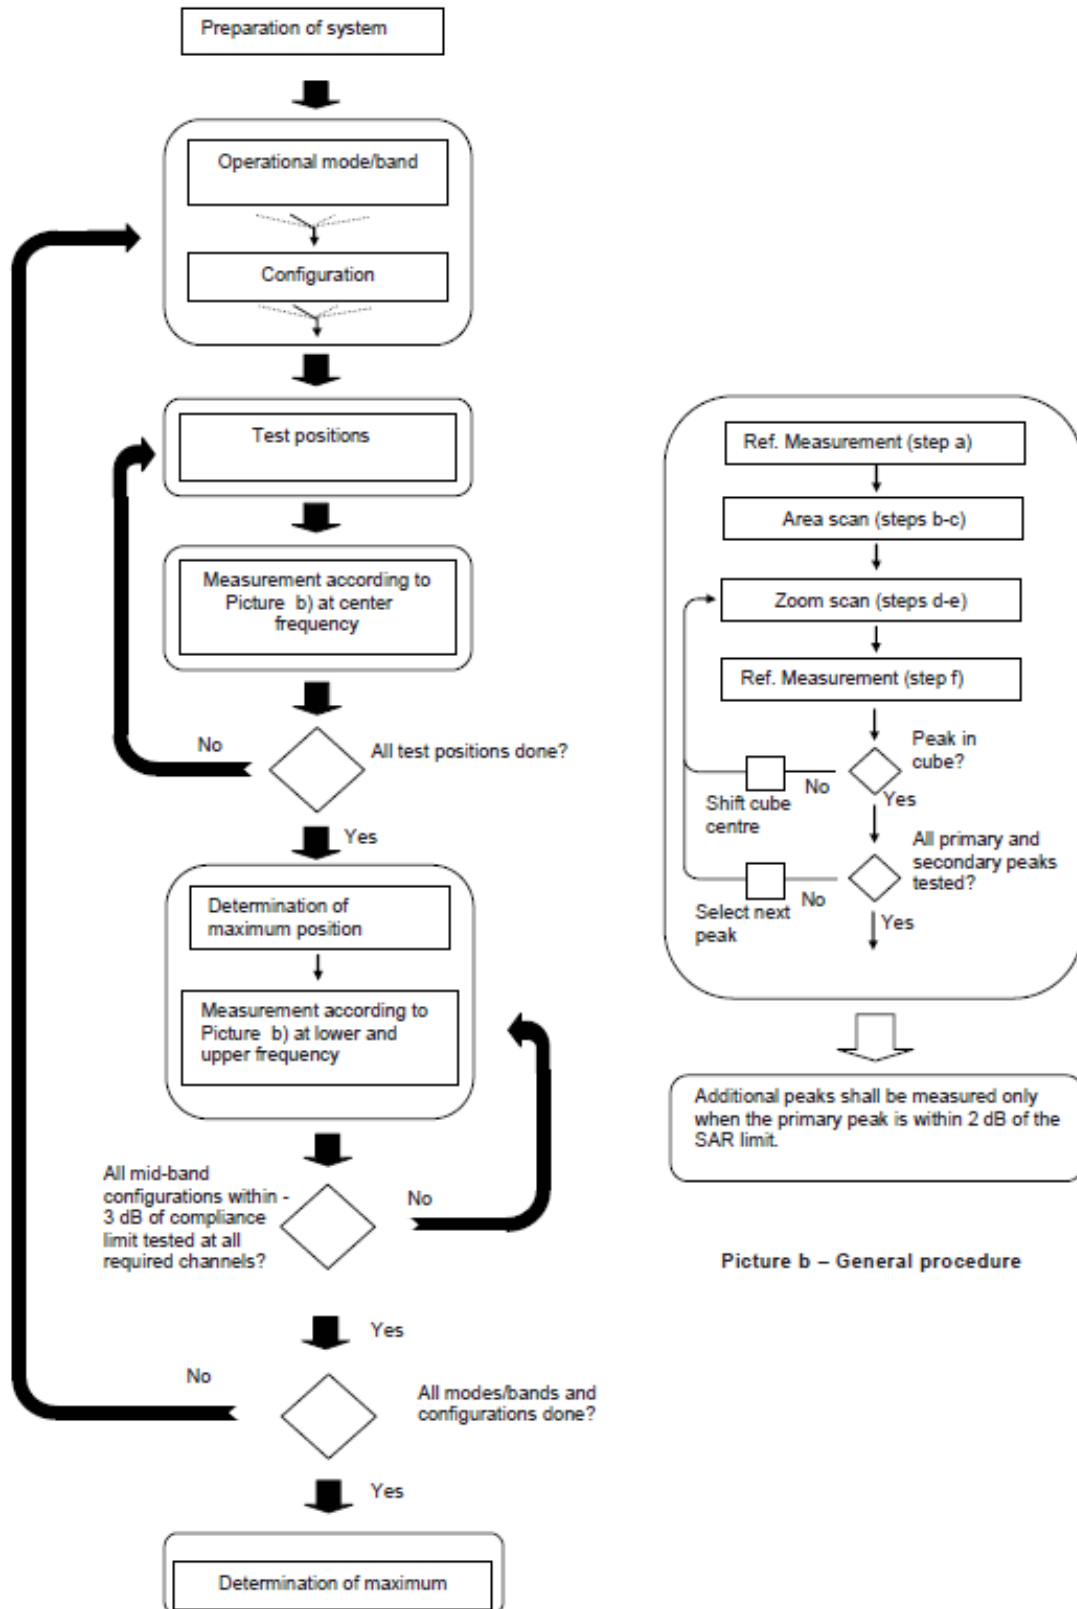 Preparation of system
Operational mode/band
Configuration
Test positions
Measurement according to
Picture b) at center
frequency
No
All test positions done?
Yes
Determination of
maximum position
Measurement according to
Picture b) at lower and
upper frequency
All mid-band
configurations within -
3 dB of compliance
limit tested at all
required channels?
No
Yes
No
All modes/bands and
configurations done?
Yes
Determination of maximum
Ref. Measurement (step a)
Area scan (steps b-c)
Zoom scan (steps d-e)
Ref. Measurement (step f)
Peak in
cube?
No
Yes
Shift cube
centre
All primary and
secondary peaks
tested?
No
Select next
peak
Yes
Additional peaks shall be measured only
when the primary peak is within 2 dB of the
SAR limit.
Picture b – General procedure